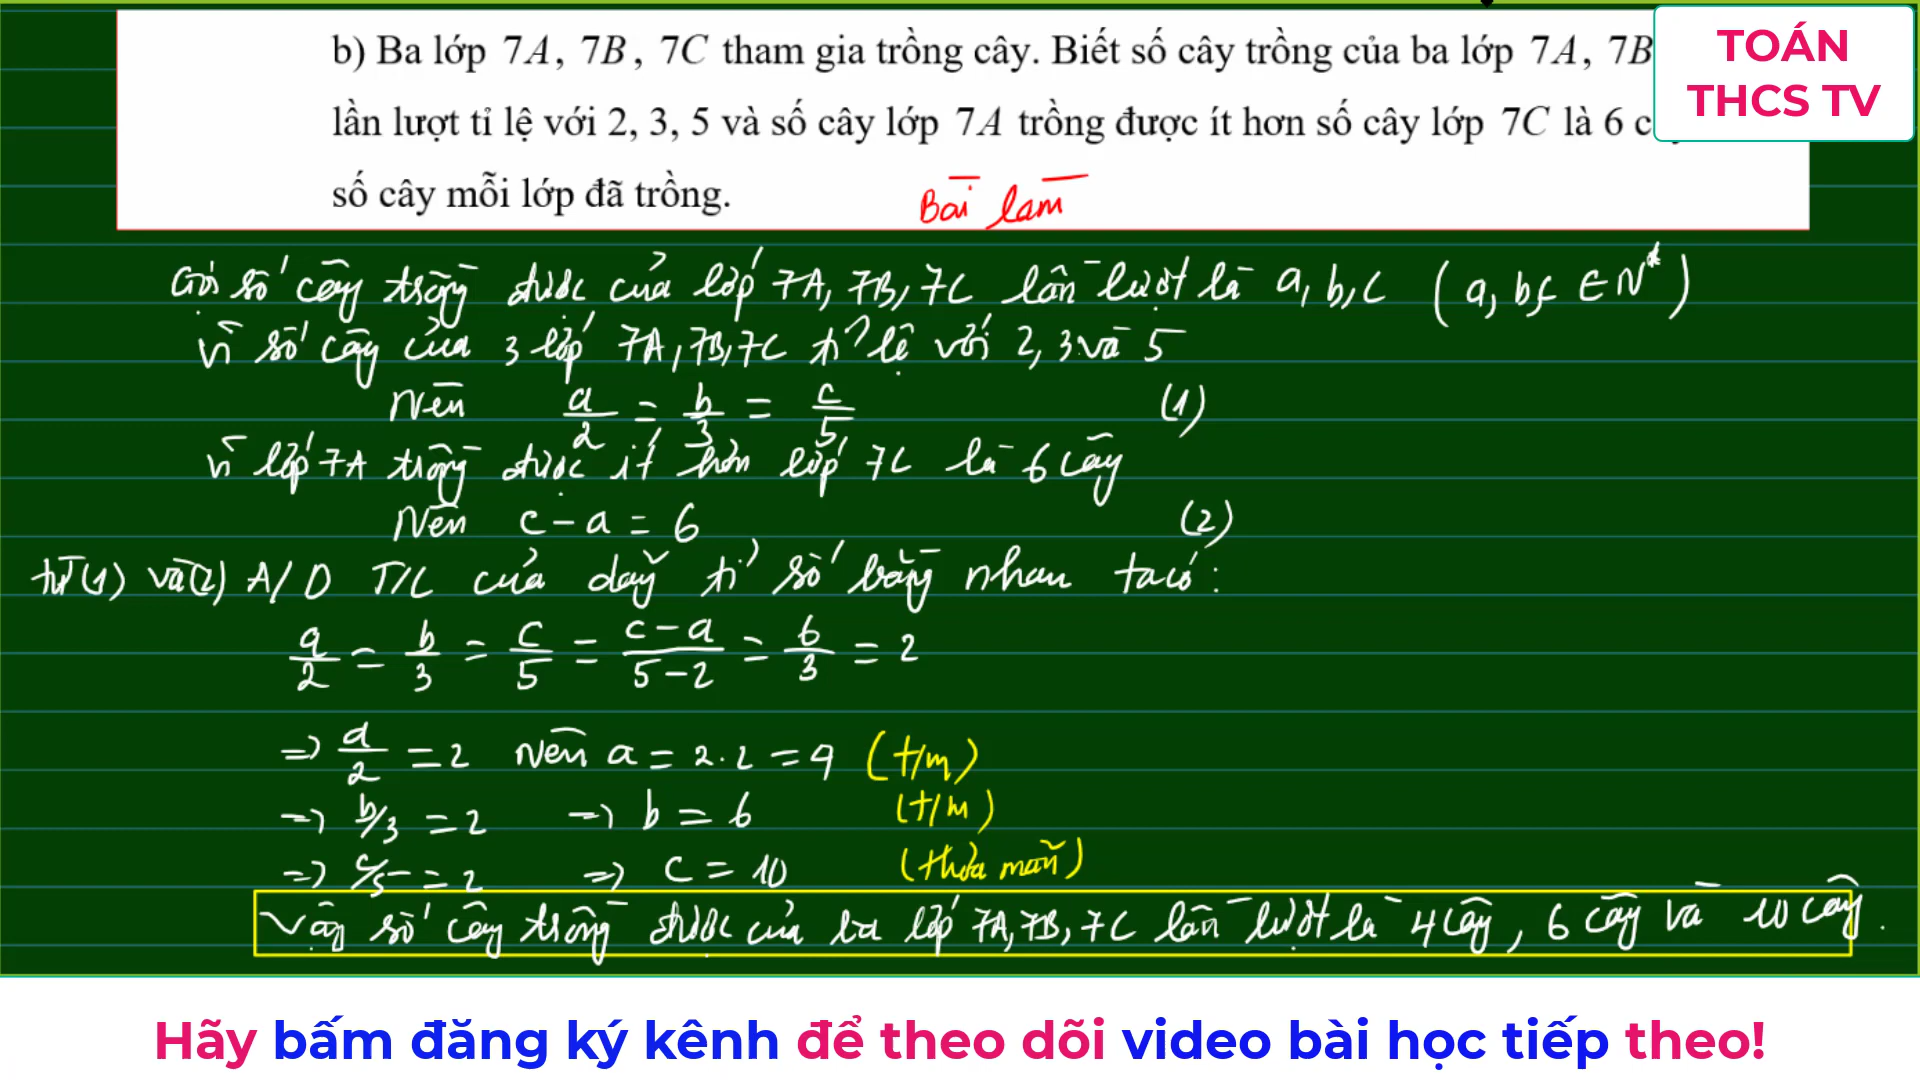 b) Ba lớp 7A, 7B, 7C tham gia trồng cây. Biết số cây trồng của ba lớp 7A, 7B
lần lượt tỉ lệ với 2, 3, 5 và số cây lớp 7A trồng được ít hơn số cây lớp 7C là 6
số cây mỗi lớp đã trồng.
TOÁN
THCS TV
Bài làm
Gọi số cây trồng được của lớp 7A, 7B, 7C lần lượt là a, b, c (a, b, c ∈ N*)
Vì số cây của 3 lớp 7A, 7B, 7C tỉ lệ với 2, 3 và 5
Nên a/2 = b/3 = c/5 (1)
Vì lớp 7A trồng được ít hơn lớp 7C là 6 cây
Nên c - a = 6 (2)
từ (1) và (2) A/D T/C của dãy tỉ số bằng nhau ta có:
a/2 = b/3 = c/5 = (c - a)/(5 - 2) = 6/3 = 2
=> a/2 = 2 Nên a = 2.2 = 4 (t/m)
=> b/3 = 2 => b = 6 (t/m)
=> c/5 = 2 => c = 10 (thỏa mãn)
Vậy số cây trồng được của ba lớp 7A, 7B, 7C lần lượt là 4 cây, 6 cây và 10 cây.
Hãy bấm đăng ký kênh để theo dõi video bài học tiếp theo!